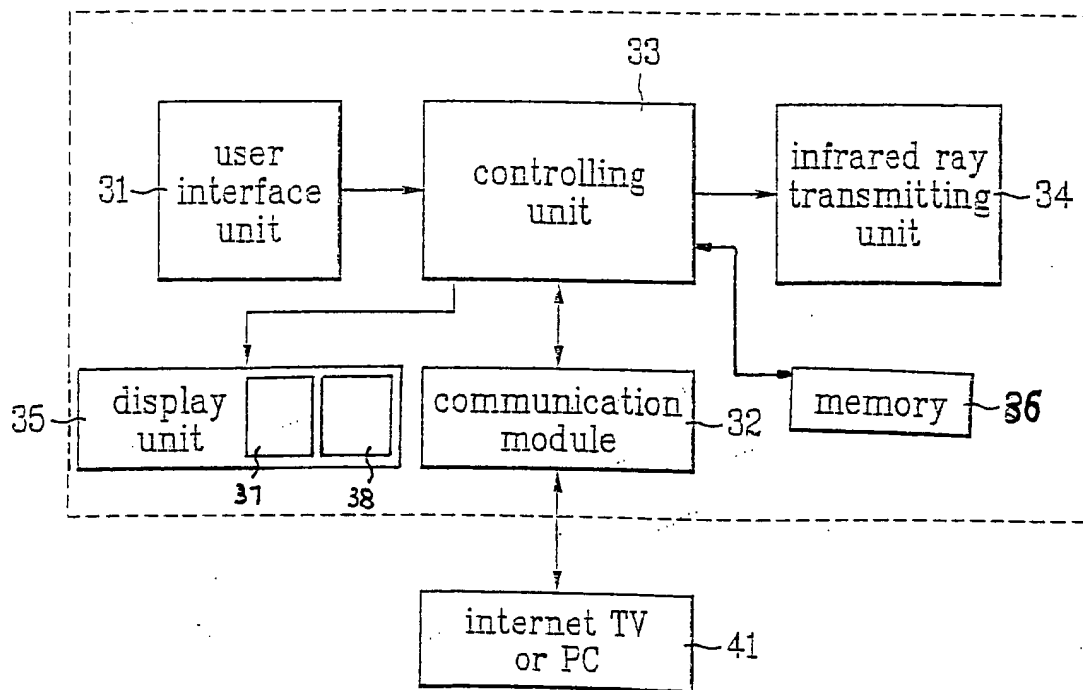 33
31
user
interface
unit
controlling
unit
infrared ray
transmitting
unit
34
35
display
unit
37
38
communication
module
32
memory
36
internet TV
or PC
41